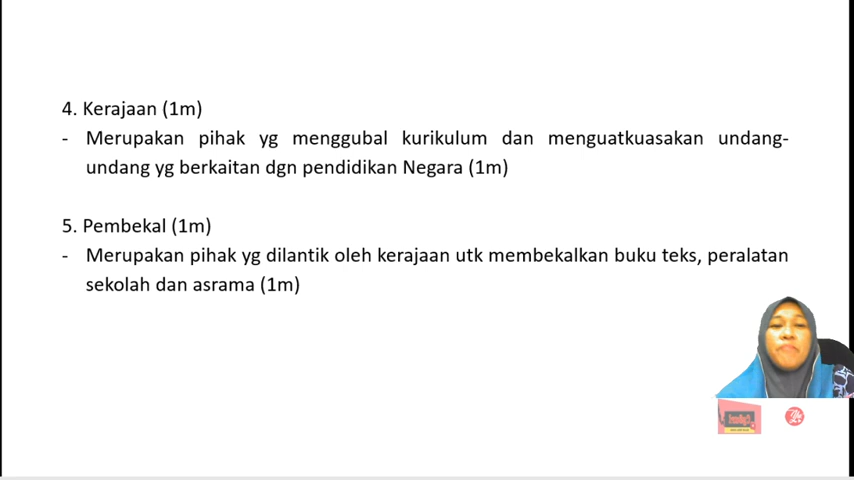 4. Kerajaan (1m)
- Merupakan pihak yg menggubal kurikulum dan menguatkuasakan undang-
undang yg berkaitan dgn pendidikan Negara (1m)
5. Pembekal (1m)
- Merupakan pihak yg dilantik oleh kerajaan utk membekalkan buku teks, peralatan
sekolah dan asrama (1m)